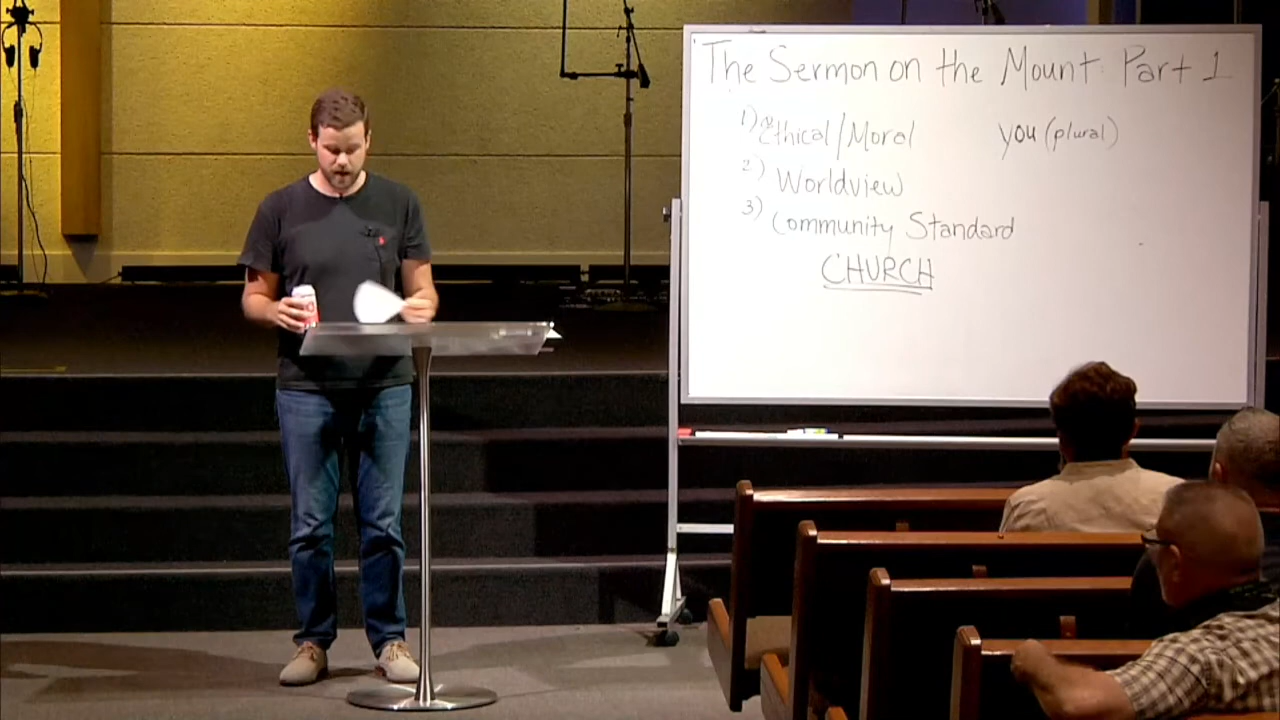 The Sermon on the Mount: Part 1
1) Ethical/Moral
you (plural)
2) Worldview
3) Community Standard
CHURCH